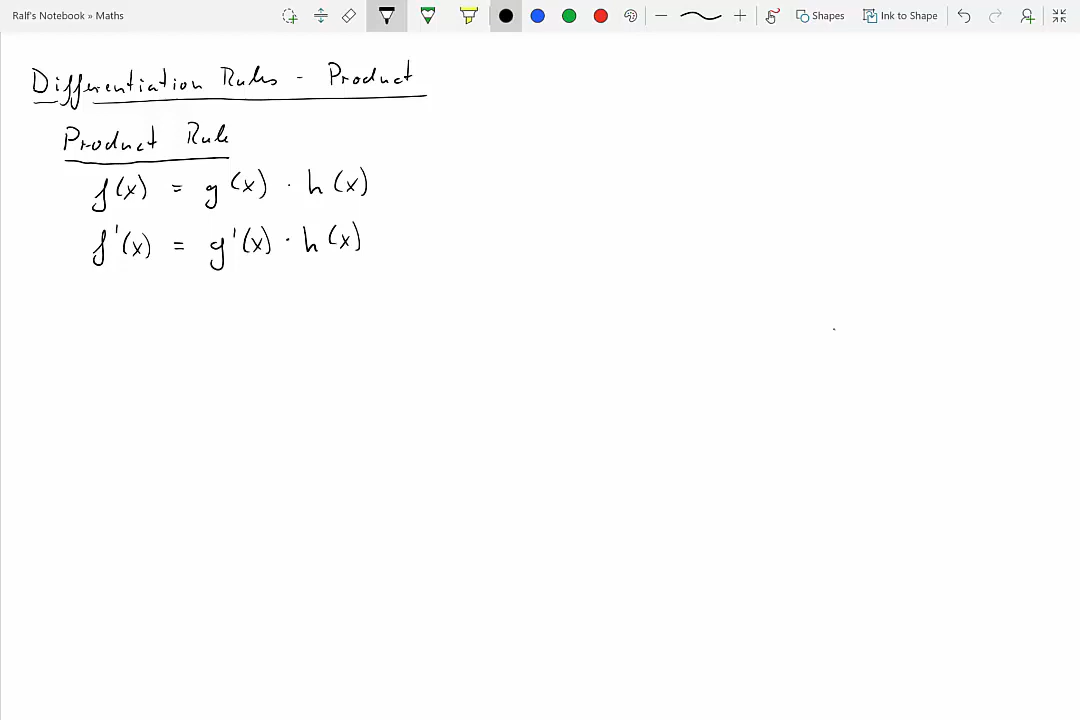 Ralf's Notebook » Maths Shapes Ink to Shape
Differentiation Rules - Product
Product Rule
f(x) = g(x) · h(x)
f'(x) = g'(x) · h(x)